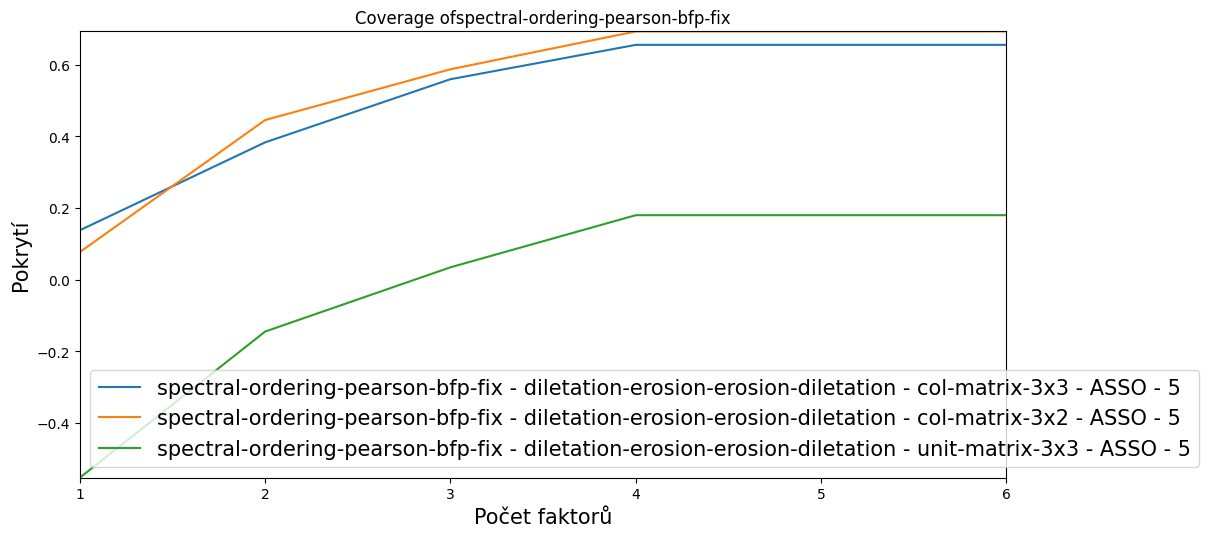 Coverage ofspectral-ordering-pearson-bfp-fix
Pokrytí
0.6
0.4
0.2
0.0
−0.2
−0.4
spectral-ordering-pearson-bfp-fix - diletation-erosion-erosion-diletation - col-matrix-3x3 - ASSO - 5
spectral-ordering-pearson-bfp-fix - diletation-erosion-erosion-diletation - col-matrix-3x2 - ASSO - 5
spectral-ordering-pearson-bfp-fix - diletation-erosion-erosion-diletation - unit-matrix-3x3 - ASSO - 5
1 2 3 4 5 6
Počet faktorů